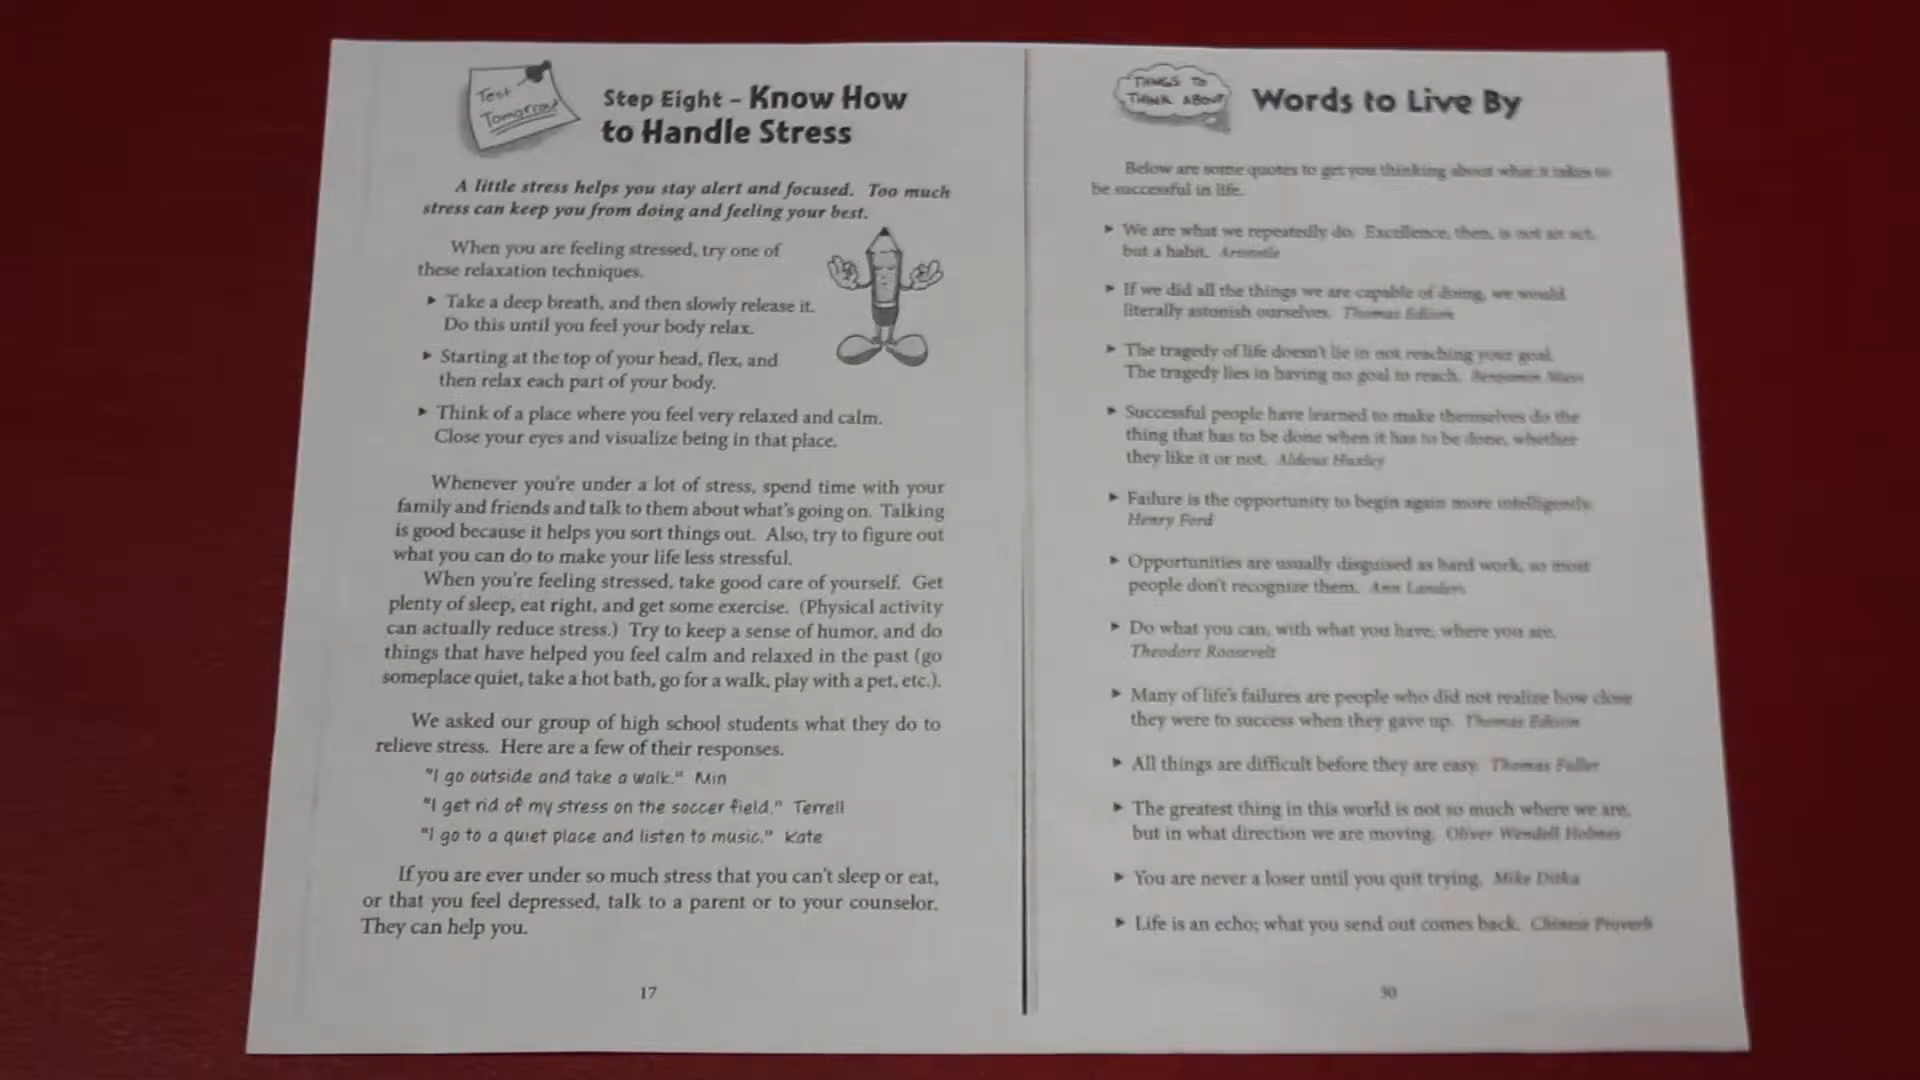 Test
Tomorrow
Step Eight – Know How
to Handle Stress
A little stress helps you stay alert and focused. Too much
stress can keep you from doing and feeling your best.
When you are feeling stressed, try one of
these relaxation techniques.
▸ Take a deep breath, and then slowly release it.
Do this until you feel your body relax.
▸ Starting at the top of your head, flex, and
then relax each part of your body.
▸ Think of a place where you feel very relaxed and calm.
Close your eyes and visualize being in that place.
Whenever you're under a lot of stress, spend time with your
family and friends and talk to them about what's going on. Talking
is good because it helps you sort things out. Also, try to figure out
what you can do to make your life less stressful.
When you're feeling stressed, take good care of yourself. Get
plenty of sleep, eat right, and get some exercise. (Physical activity
can actually reduce stress.) Try to keep a sense of humor, and do
things that have helped you feel calm and relaxed in the past (go
someplace quiet, take a hot bath, go for a walk, play with a pet, etc.).
We asked our group of high school students what they do to
relieve stress. Here are a few of their responses.
"I go outside and take a walk." Min
"I get rid of my stress on the soccer field." Terrell
"I go to a quiet place and listen to music." Kate
If you are ever under so much stress that you can't sleep or eat,
or that you feel depressed, talk to a parent or to your counselor.
They can help you.
17
THINGS TO
THINK ABOUT
Words to Live By
Below are some quotes to get you thinking about what it takes to
be successful in life.
▸ We are what we repeatedly do. Excellence, then, is not an act,
but a habit. Aristotle
▸ If we did all the things we are capable of doing, we would
literally astonish ourselves. Thomas Edison
▸ The tragedy of life doesn't lie in not reaching your goal.
The tragedy lies in having no goal to reach. Benjamin Mays
▸ Successful people have learned to make themselves do the
thing that has to be done when it has to be done, whether
they like it or not. Aldous Huxley
▸ Failure is the opportunity to begin again more intelligently.
Henry Ford
▸ Opportunities are usually disguised as hard work, so most
people don't recognize them. Ann Landers
▸ Do what you can, with what you have, where you are.
Theodore Roosevelt
▸ Many of life's failures are people who did not realize how close
they were to success when they gave up. Thomas Edison
▸ All things are difficult before they are easy. Thomas Fuller
▸ The greatest thing in this world is not so much where we are,
but in what direction we are moving. Oliver Wendell Holmes
▸ You are never a loser until you quit trying. Mike Ditka
▸ Life is an echo; what you send out comes back. Chinese Proverb
30